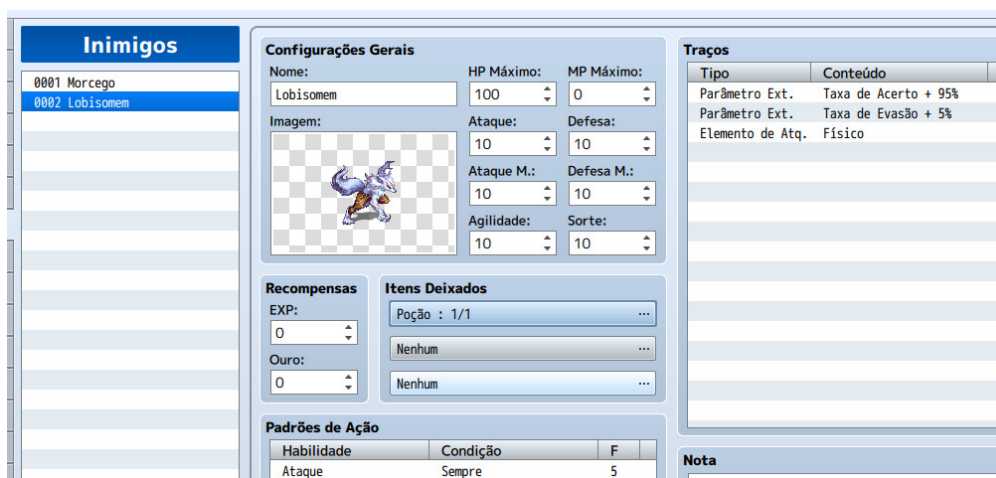 Inimigos
0001 Morcego
0002 Lobisomem
Configurações Gerais
Nome:
HP Máximo:
MP Máximo:
Lobisomem
100
0
Imagem:
Ataque:
Defesa:
10
10
Ataque M.:
Defesa M.:
10
10
Agilidade:
Sorte:
10
10
Recompensas
EXP:
0
Ouro:
0
Itens Deixados
Poção : 1/1
...
Nenhum
...
Nenhum
...
Padrões de Ação
Habilidade
Condição
F
Ataque
Sempre
5
Traços
Tipo
Conteúdo
Parâmetro Ext.
Taxa de Acerto + 95%
Parâmetro Ext.
Taxa de Evasão + 5%
Elemento de Atq.
Físico
Nota